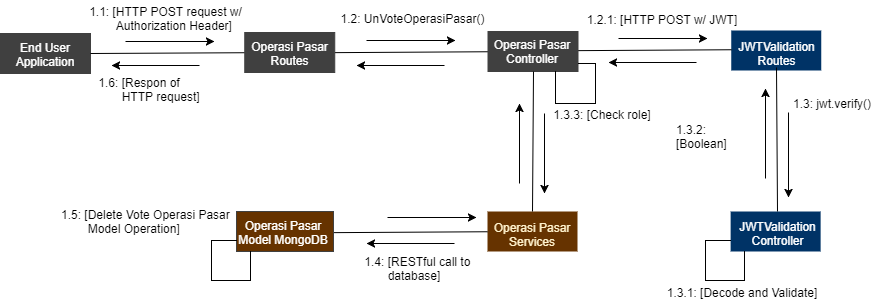 1.1: [HTTP POST request w/
Authorization Header]
1.2: UnVoteOperasiPasar()
1.2.1: [HTTP POST w/ JWT]
End User
Application
Operasi Pasar
Routes
Operasi Pasar
Controller
JWTValidation
Routes
1.6: [Respon of
HTTP request]
1.3.3: [Check role]
1.3: jwt.verify()
1.3.2:
[Boolean]
1.5: [Delete Vote Operasi Pasar
Model Operation]
Operasi Pasar
Model MongoDB
Operasi Pasar
Services
JWTValidation
Controller
1.4: [RESTful call to
database]
1.3.1: [Decode and Validate]